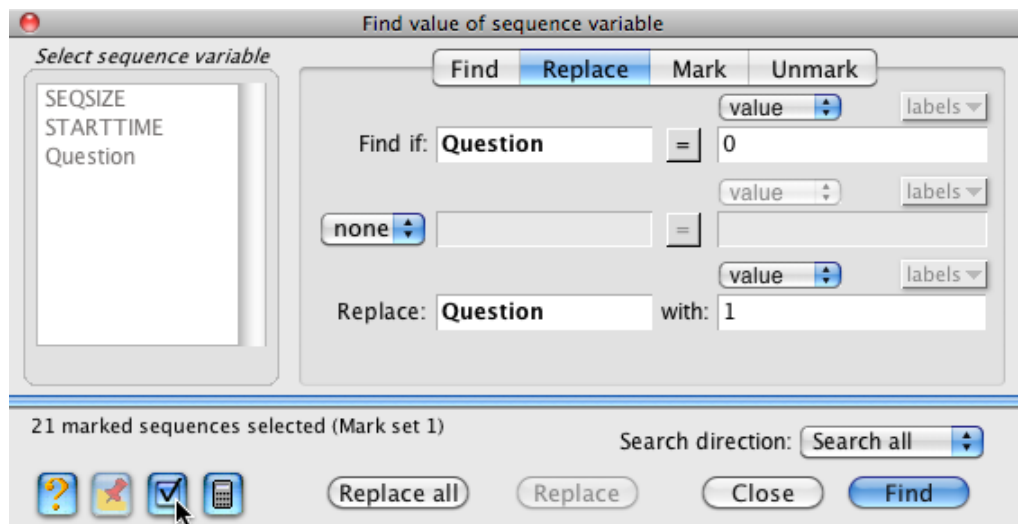 Find value of sequence variable
Select sequence variable
SEQSIZE
STARTTIME
Question
Find Replace Mark Unmark
value labels
Find if: Question = 0
value labels
none =
value labels
Replace: Question with: 1
21 marked sequences selected (Mark set 1)
Search direction: Search all
? Replace all Replace Close Find